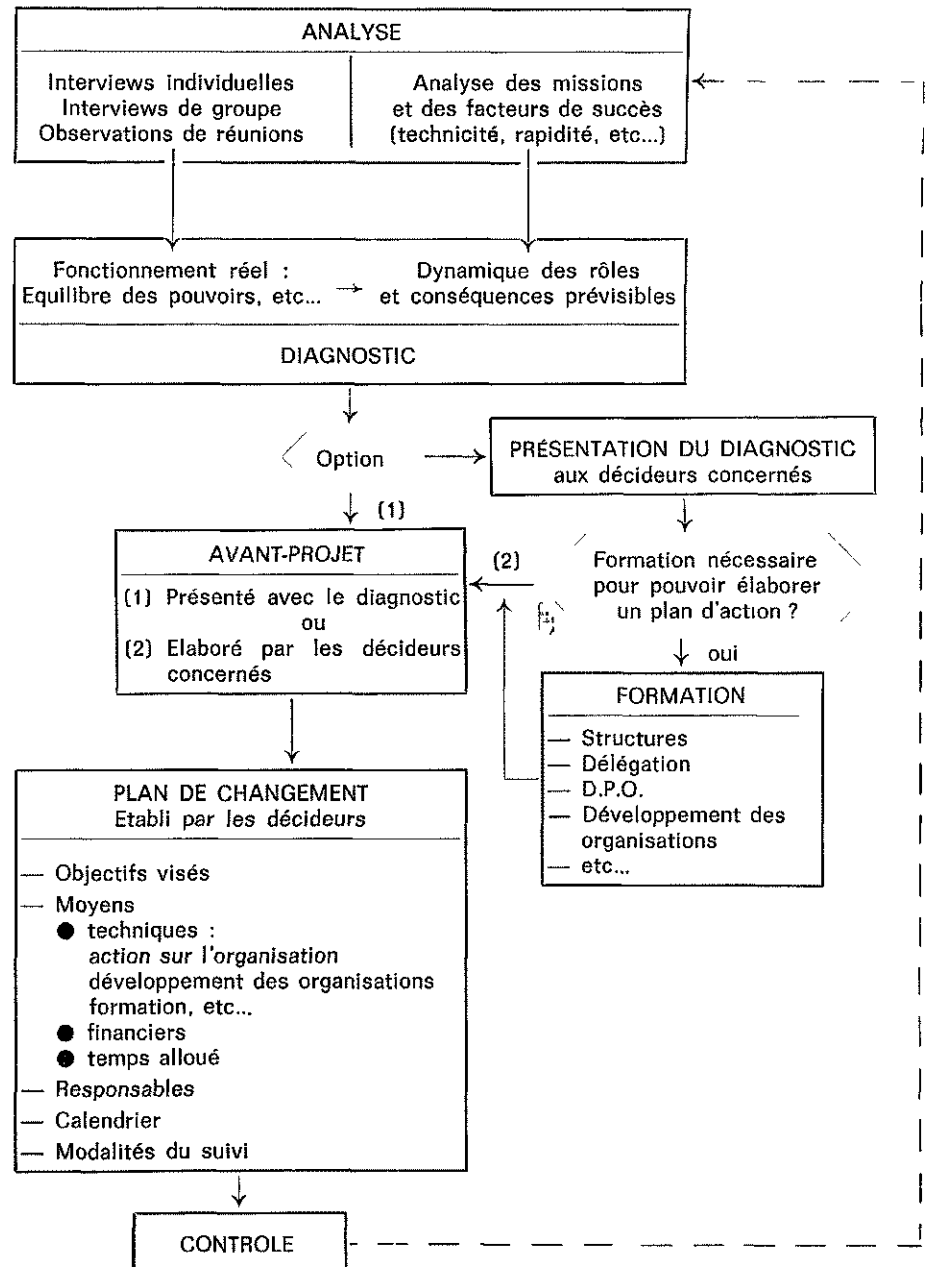 ANALYSE
Interviews individuelles
Interviews de groupe
Observations de réunions
Analyse des missions
et des facteurs de succès
(technicité, rapidité, etc...)
Fonctionnement réel :
Equilibre des pouvoirs, etc...
Dynamique des rôles
et conséquences prévisibles
DIAGNOSTIC
Option
PRÉSENTATION DU DIAGNOSTIC
aux décideurs concernés
(1)
AVANT-PROJET
(1) Présenté avec le diagnostic
ou
(2) Elaboré par les décideurs
concernés
(2)
Formation nécessaire
pour pouvoir élaborer
un plan d'action ?
oui
FORMATION
— Structures
— Délégation
— D.P.O.
— Développement des
organisations
— etc...
PLAN DE CHANGEMENT
Etabli par les décideurs
— Objectifs visés
— Moyens
● techniques :
action sur l'organisation
développement des organisations
formation, etc...
● financiers
● temps alloué
— Responsables
— Calendrier
— Modalités du suivi
CONTROLE